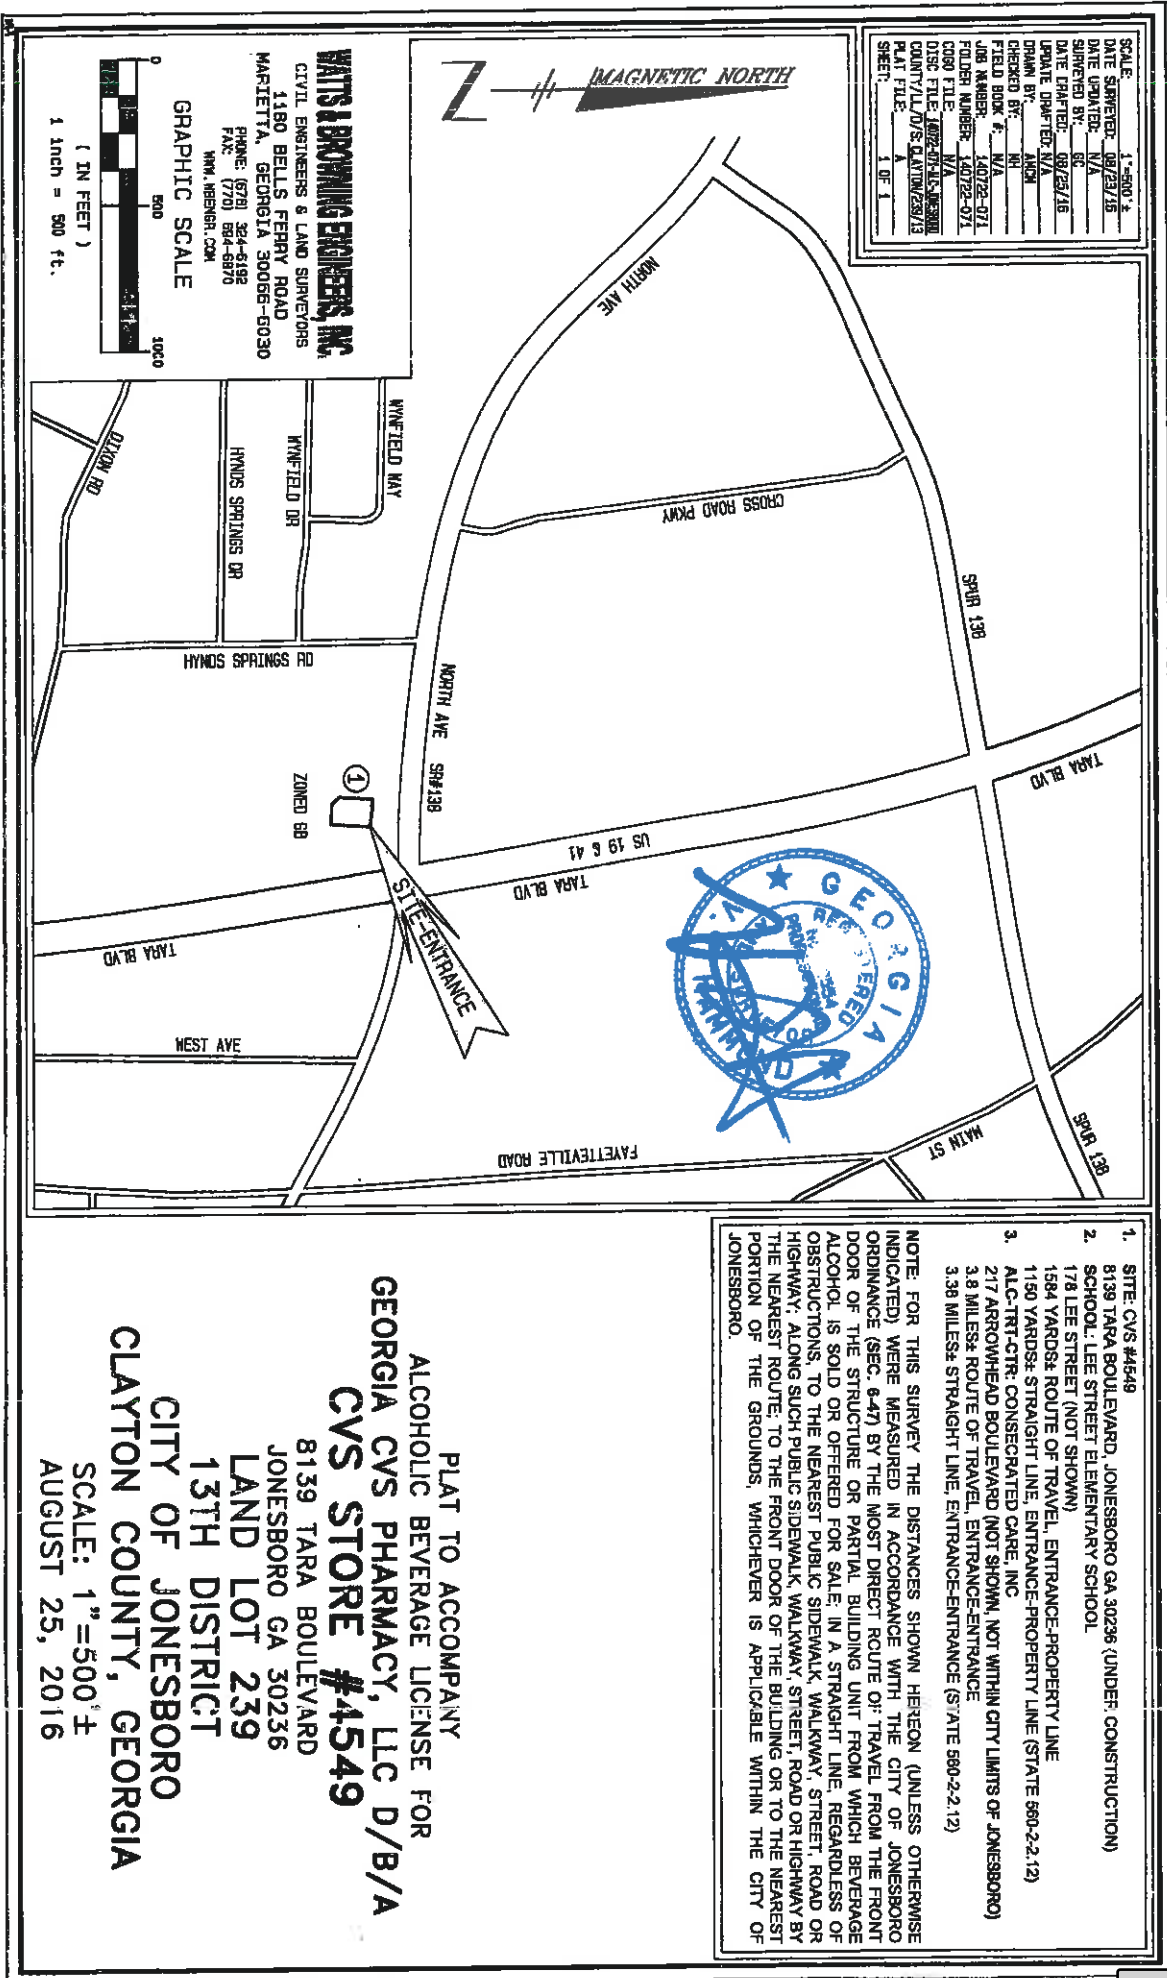 SCALE: 1"=500'±
DATE SURVEYED: 08/23/16
DATE UPDATED: N/A
SURVEYED BY: GC
DATE DRAFTED: 08/25/16
UPDATE DRAFTED: N/A
DRAWN BY:
CHECKED BY: NH
FIELD BOOK #: N/A
JOB NUMBER: 140722-071
FOLDER NUMBER: 140722-071
COGO FILE: N/A
DISC FILE:
COUNTY/LL/D/S: CLAYTON/239/13
PLAT FILE: A
SHEET: 1 OF 1
MAGNETIC NORTH
WATTS & BROWNING ENGINEERS, INC.
CIVIL ENGINEERS & LAND SURVEYORS
1180 BELLS FERRY ROAD
MARIETTA, GEORGIA 30066-6030
PHONE: (678) 324-6192
FAX: (770) 694-6870
WWW.WBENGR.COM
GRAPHIC SCALE
0 500 1000
( IN FEET )
1 inch = 500 ft.
NORTH AVE
CROSS ROAD PKWY
SPUR 138
TARA BLVD
WYNFIELD WAY
WYNFIELD DR
HYNDS SPRINGS DR
DIXON RD
HYNDS SPRINGS RD
NORTH AVE SR#138
1
ZONED GB
US 19 & 41
TARA BLVD
SITE-ENTRANCE
TARA BLVD
WEST AVE
FAYETTEVILLE ROAD
MAIN ST
SPUR 138
GEORGIA
REGISTERED
HAMMOND
1. SITE: CVS #4549
8139 TARA BOULEVARD, JONESBORO GA 30236 (UNDER CONSTRUCTION)
2. SCHOOL: LEE STREET ELEMENTARY SCHOOL
178 LEE STREET (NOT SHOWN)
1584 YARDS± ROUTE OF TRAVEL, ENTRANCE-PROPERTY LINE
1150 YARDS± STRAIGHT LINE, ENTRANCE-PROPERTY LINE (STATE 560-2-2.12)
3. ALC-TRT-CTR: CONSECRATED CARE, INC
217 ARROWHEAD BOULEVARD (NOT SHOWN, NOT WITHIN CITY LIMITS OF JONESBORO)
3.8 MILES± ROUTE OF TRAVEL, ENTRANCE-ENTRANCE
3.38 MILES± STRAIGHT LINE, ENTRANCE-ENTRANCE (STATE 560-2-2.12)
NOTE: FOR THIS SURVEY THE DISTANCES SHOWN HEREON (UNLESS OTHERWISE
INDICATED) WERE MEASURED IN ACCORDANCE WITH THE CITY OF JONESBORO
ORDINANCE (SEC. 6-47) BY THE MOST DIRECT ROUTE OF TRAVEL FROM THE FRONT
DOOR OF THE STRUCTURE OR PARTIAL BUILDING UNIT FROM WHICH BEVERAGE
ALCOHOL IS SOLD OR OFFERED FOR SALE; IN A STRAIGHT LINE, REGARDLESS OF
OBSTRUCTIONS, TO THE NEAREST PUBLIC SIDEWALK, WALKWAY, STREET, ROAD OR
HIGHWAY; ALONG SUCH PUBLIC SIDEWALK, WALKWAY, STREET, ROAD OR HIGHWAY BY
THE NEAREST ROUTE; TO THE FRONT DOOR OF THE BUILDING OR TO THE NEAREST
PORTION OF THE GROUNDS, WHICHEVER IS APPLICABLE WITHIN THE CITY OF
JONESBORO.
PLAT TO ACCOMPANY
ALCOHOLIC BEVERAGE LICENSE FOR
GEORGIA CVS PHARMACY, LLC D/B/A
CVS STORE #4549
8139 TARA BOULEVARD
JONESBORO GA 30236
LAND LOT 239
13TH DISTRICT
CITY OF JONESBORO
CLAYTON COUNTY, GEORGIA
SCALE: 1"=500'±
AUGUST 25, 2016